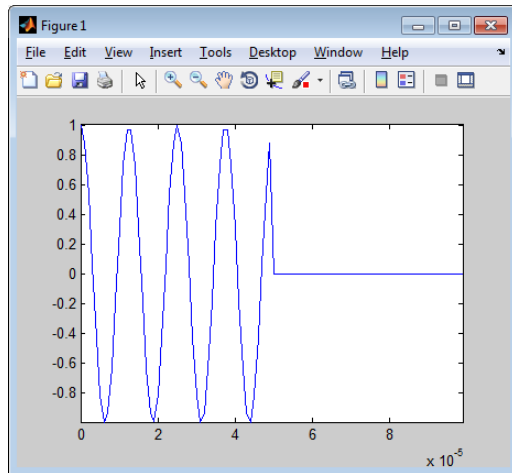 Figure 1
File Edit View Insert Tools Desktop Window Help
1
0.8
0.6
0.4
0.2
0
-0.2
-0.4
-0.6
-0.8
0 2 4 6 8
x 10⁻⁵